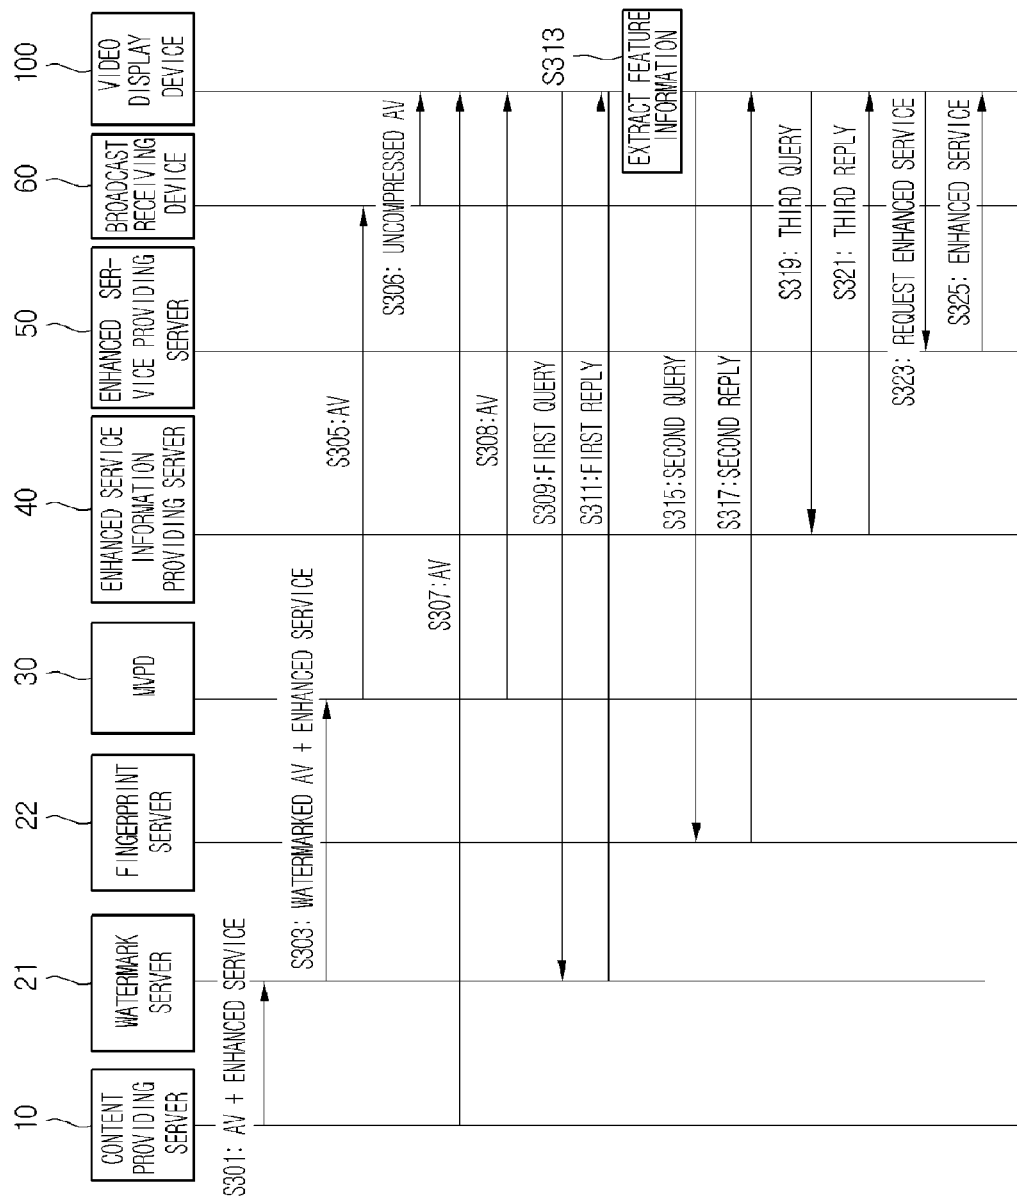 10
21
22
30
40
50
60
100
CONTENT
PROVIDING
SERVER
WATERMARK
SERVER
FINGERPRINT
SERVER
MVPD
ENHANCED SERVICE
INFORMATION
PROVIDING SERVER
ENHANCED SER-
VICE PROVIDING
SERVER
BROADCAST
RECEIVING
DEVICE
VIDEO
DISPLAY
DEVICE
S301: AV + ENHANCED SERVICE
S303: WATERMARKED AV + ENHANCED SERVICE
S305:AV
S306: UNCOMPRESSED AV
S307:AV
S308:AV
S309:FIRST QUERY
S311:FIRST REPLY
S313
EXTRACT FEATURE
INFORMATION
S315:SECOND QUERY
S317:SECOND REPLY
S319: THIRD QUERY
S321: THIRD REPLY
S323: REQUEST ENHANCED SERVICE
S325: ENHANCED SERVICE